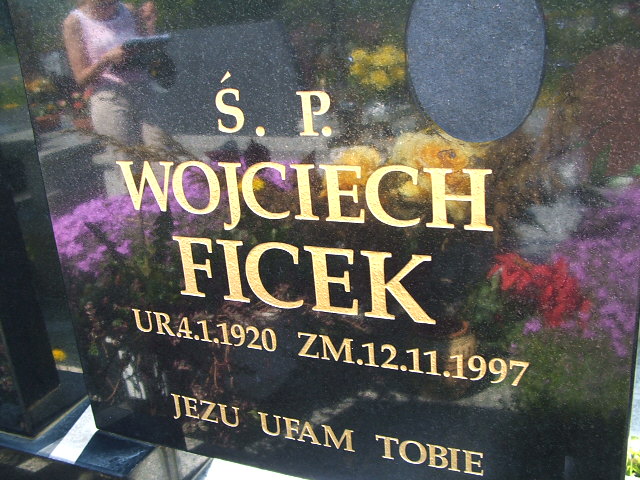 Ś. P.
WOJCIECH
FICEK
UR.4.1.1920 ZM.12.11.1997
JEZU UFAM TOBIE